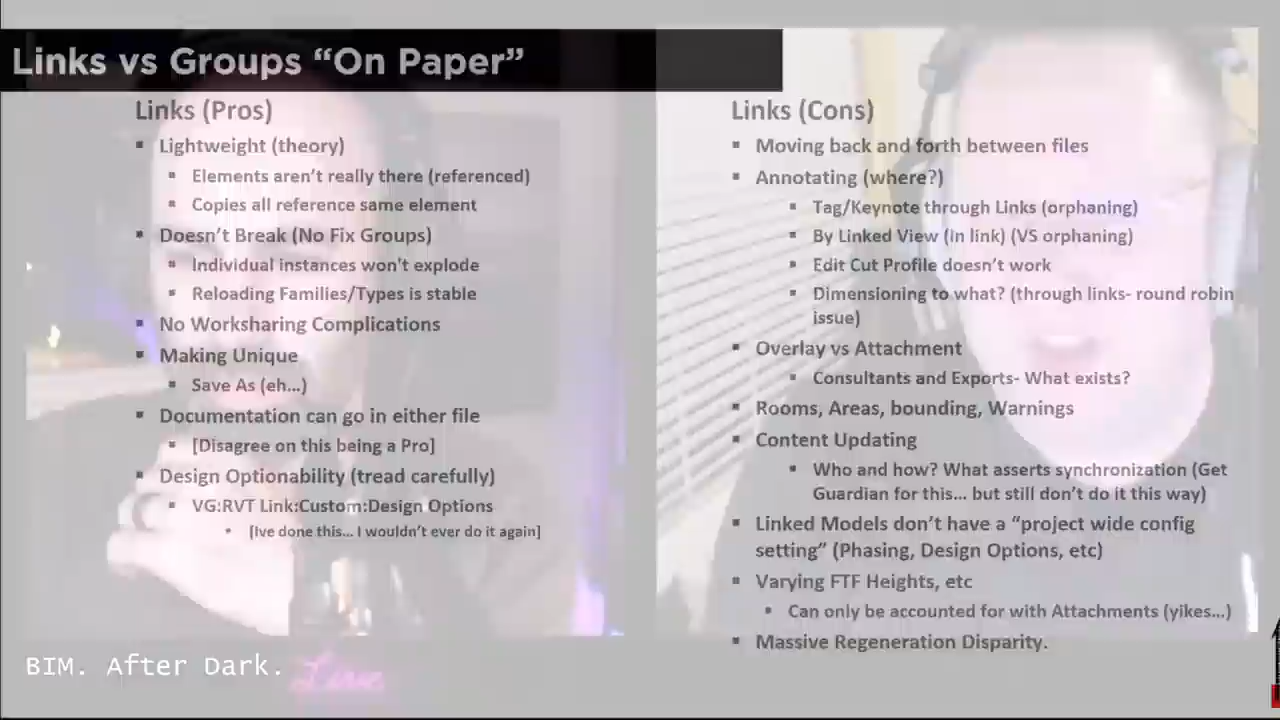 Links vs Groups “On Paper”
Links (Pros)
▪ Lightweight (theory)
▪ Elements aren’t really there (referenced)
▪ Copies all reference same element
▪ Doesn’t Break (No Fix Groups)
▪ Individual instances won’t explode
▪ Reloading Families/Types is stable
▪ No Worksharing Complications
▪ Making Unique
▪ Save As (eh…)
▪ Documentation can go in either file
▪ [Disagree on this being a Pro]
▪ Design Optionability (tread carefully)
▪ VG:RVT Link:Custom:Design Options
• [Ive done this… I wouldn’t ever do it again]
Links (Cons)
▪ Moving back and forth between files
▪ Annotating (where?)
▪ Tag/Keynote through Links (orphaning)
▪ By Linked View (in link) (VS orphaning)
▪ Edit Cut Profile doesn’t work
▪ Dimensioning to what? (through links- round robin
issue)
▪ Overlay vs Attachment
▪ Consultants and Exports- What exists?
▪ Rooms, Areas, bounding, Warnings
▪ Content Updating
▪ Who and how? What asserts synchronization (Get
Guardian for this… but still don’t do it this way)
▪ Linked Models don’t have a “project wide config
setting” (Phasing, Design Options, etc)
▪ Varying FTF Heights, etc
▪ Can only be accounted for with Attachments (yikes…)
▪ Massive Regeneration Disparity.
BIM. After Dark.
Live